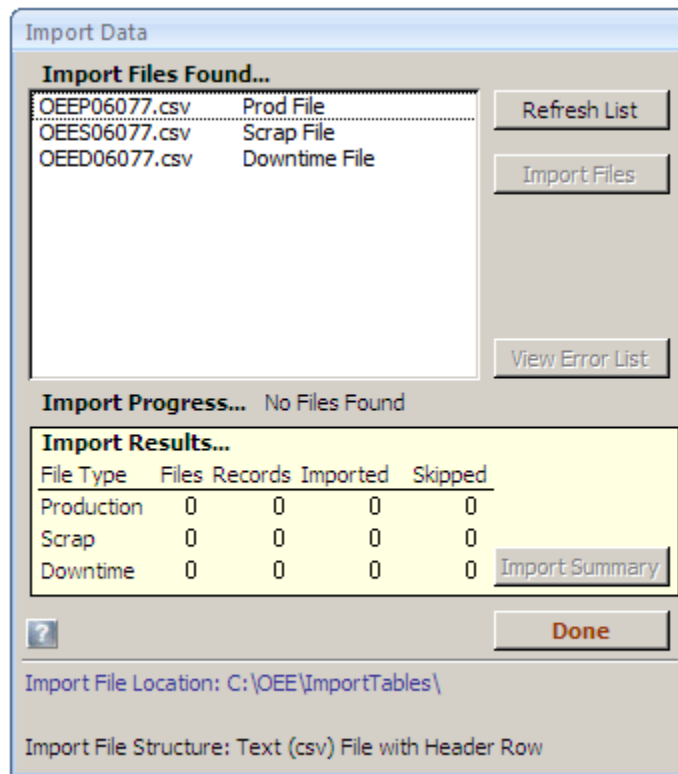 Import Data
Import Files Found...
OEEP06077.csv Prod File
OEES06077.csv Scrap File
OEED06077.csv Downtime File
Refresh List
Import Files
View Error List
Import Progress... No Files Found
Import Results...
File Type Files Records Imported Skipped
Production 0 0 0 0
Scrap 0 0 0 0
Downtime 0 0 0 0
Import Summary
?
Done
Import File Location: C:\OEE\ImportTables\
Import File Structure: Text (csv) File with Header Row